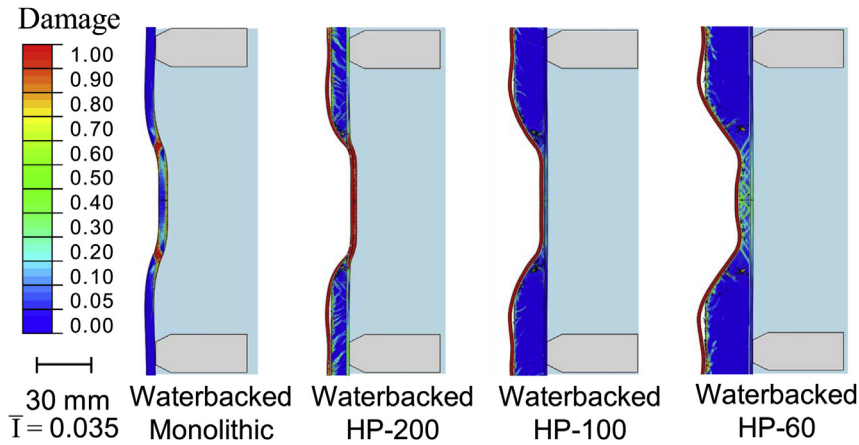 Damage
1.00
0.90
0.80
0.70
0.60
0.50
0.40
0.30
0.20
0.10
0.05
0.00
30 mm
I̅ = 0.035
Waterbacked
Monolithic
Waterbacked
HP-200
Waterbacked
HP-100
Waterbacked
HP-60